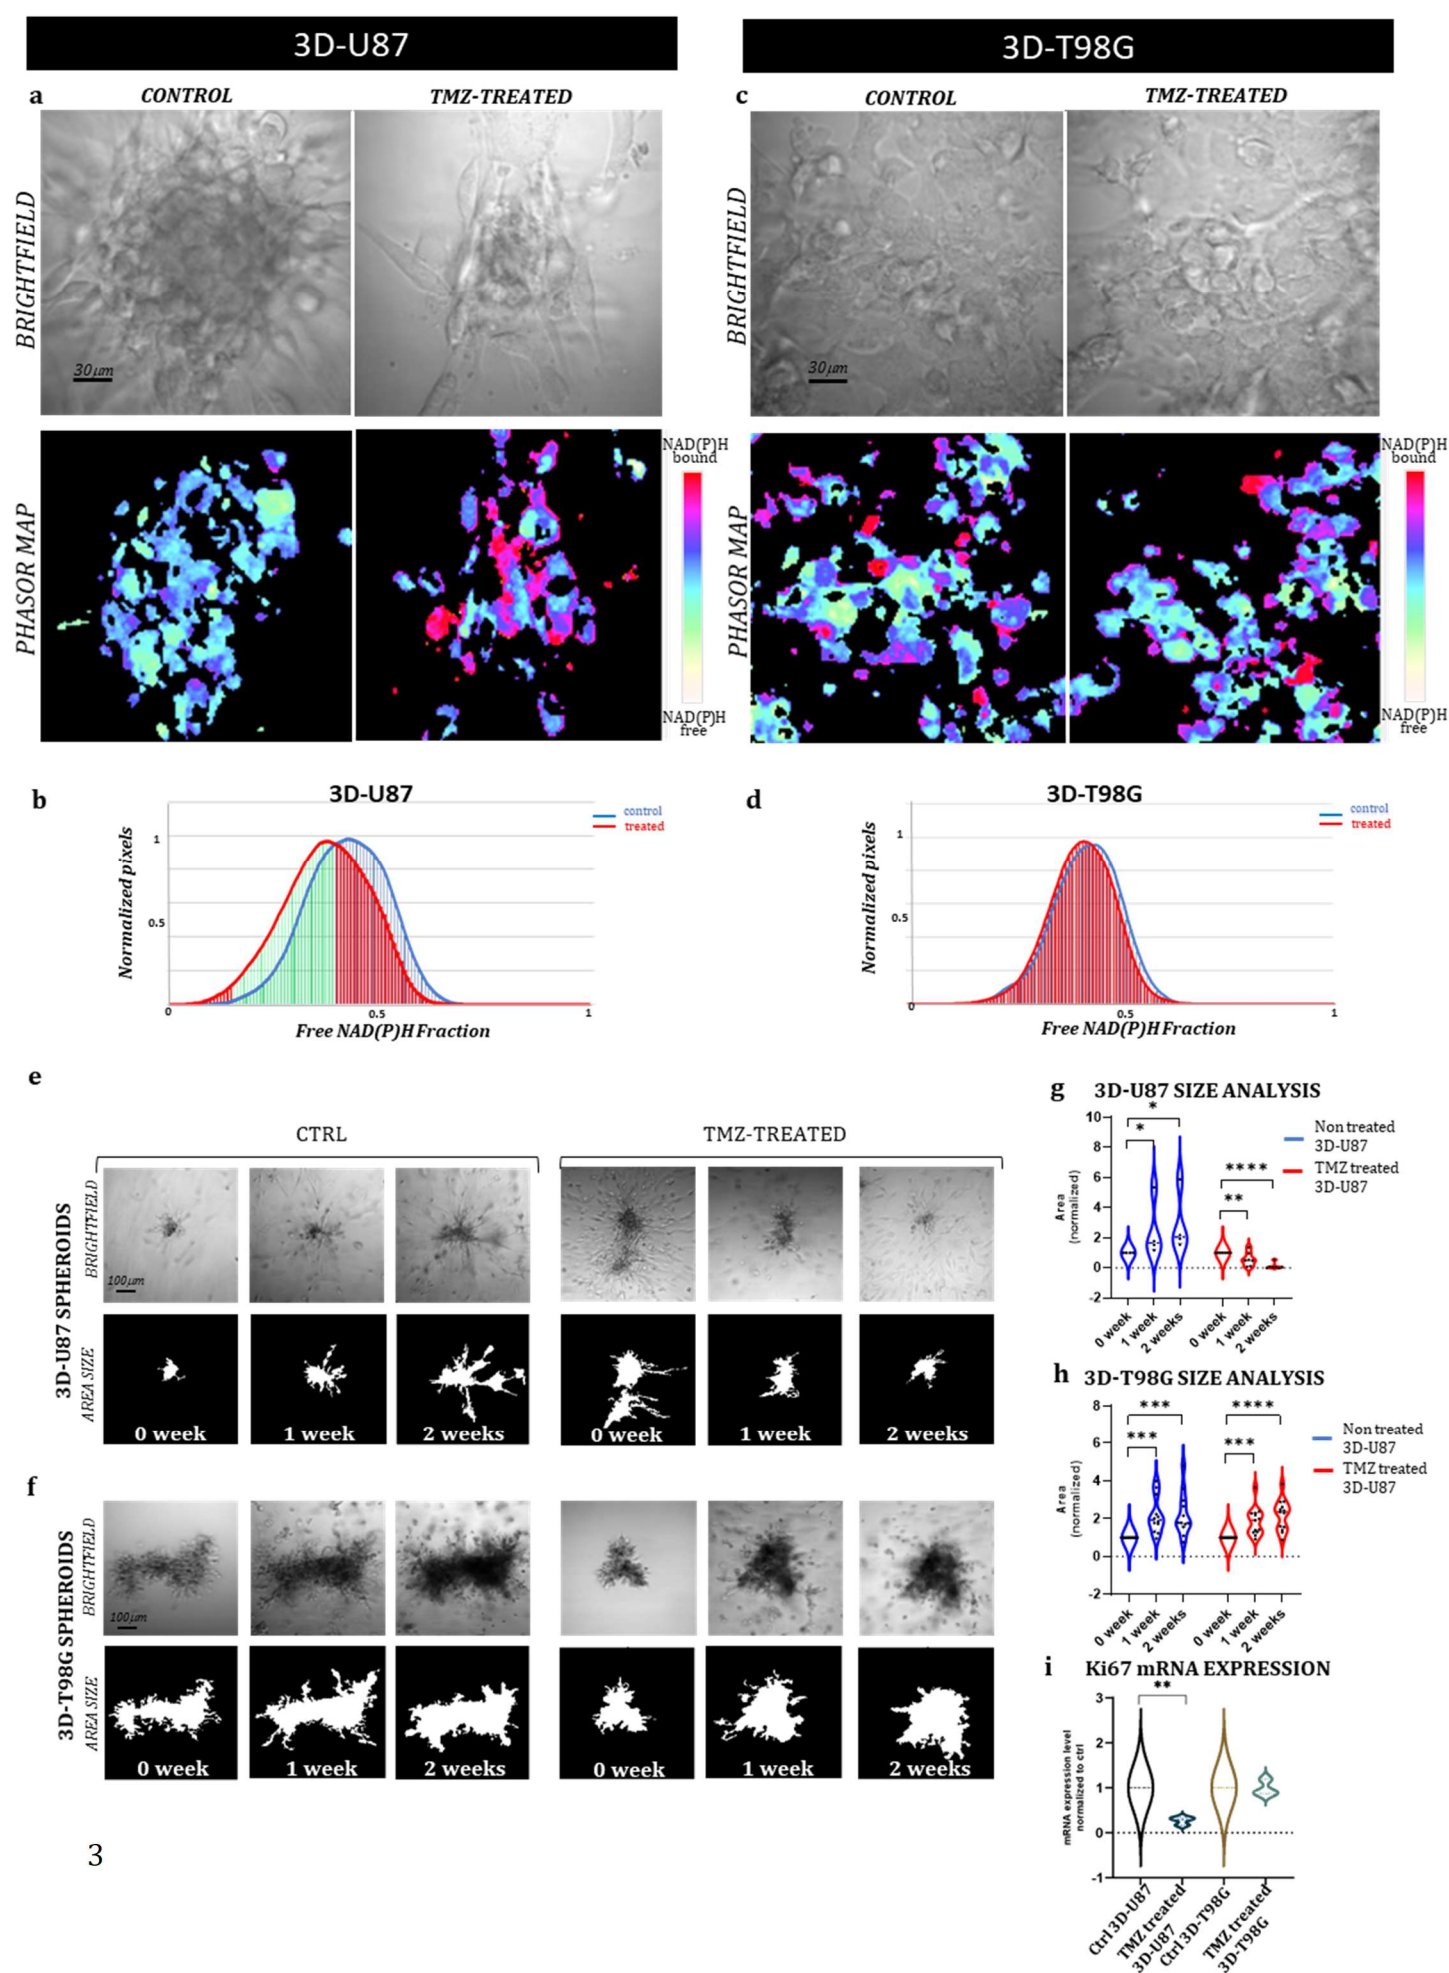 3D-U87
3D-T98G
a
CONTROL
TMZ-TREATED
c
CONTROL
TMZ-TREATED
BRIGHTFIELD
30μm
BRIGHTFIELD
30μm
PHASOR MAP
NAD(P)H
bound
NAD(P)H
free
PHASOR MAP
NAD(P)H
bound
NAD(P)H
free
b
3D-U87
control
treated
Normalized pixels
1
0.5
0
0.5
1
Free NAD(P)H Fraction
d
3D-T98G
control
treated
Normalized pixels
1
0.5
0
0.5
1
Free NAD(P)H Fraction
e
CTRL
TMZ-TREATED
3D-U87 SPHEROIDS
BRIGHTFIELD
100μm
AREA SIZE
0 week
1 week
2 weeks
0 week
1 week
2 weeks
f
3D-T98G SPHEROIDS
BRIGHTFIELD
100μm
AREA SIZE
0 week
1 week
2 weeks
0 week
1 week
2 weeks
g
3D-U87 SIZE ANALYSIS
Area
(normalized)
10
8
6
4
2
0
-2
*
*
****
**
Non treated
3D-U87
TMZ treated
3D-U87
0 week
1 week
2 weeks
0 week
1 week
2 weeks
h
3D-T98G SIZE ANALYSIS
Area
(normalized)
8
6
4
2
0
-2
***
***
****
***
Non treated
3D-U87
TMZ treated
3D-U87
0 week
1 week
2 weeks
0 week
1 week
2 weeks
i
Ki67 mRNA EXPRESSION
**
mRNA expression level
normalized to ctrl
3
2
1
0
-1
Ctrl 3D-U87
TMZ treated
3D-U87
Ctrl 3D-T98G
TMZ treated
3D-T98G
3